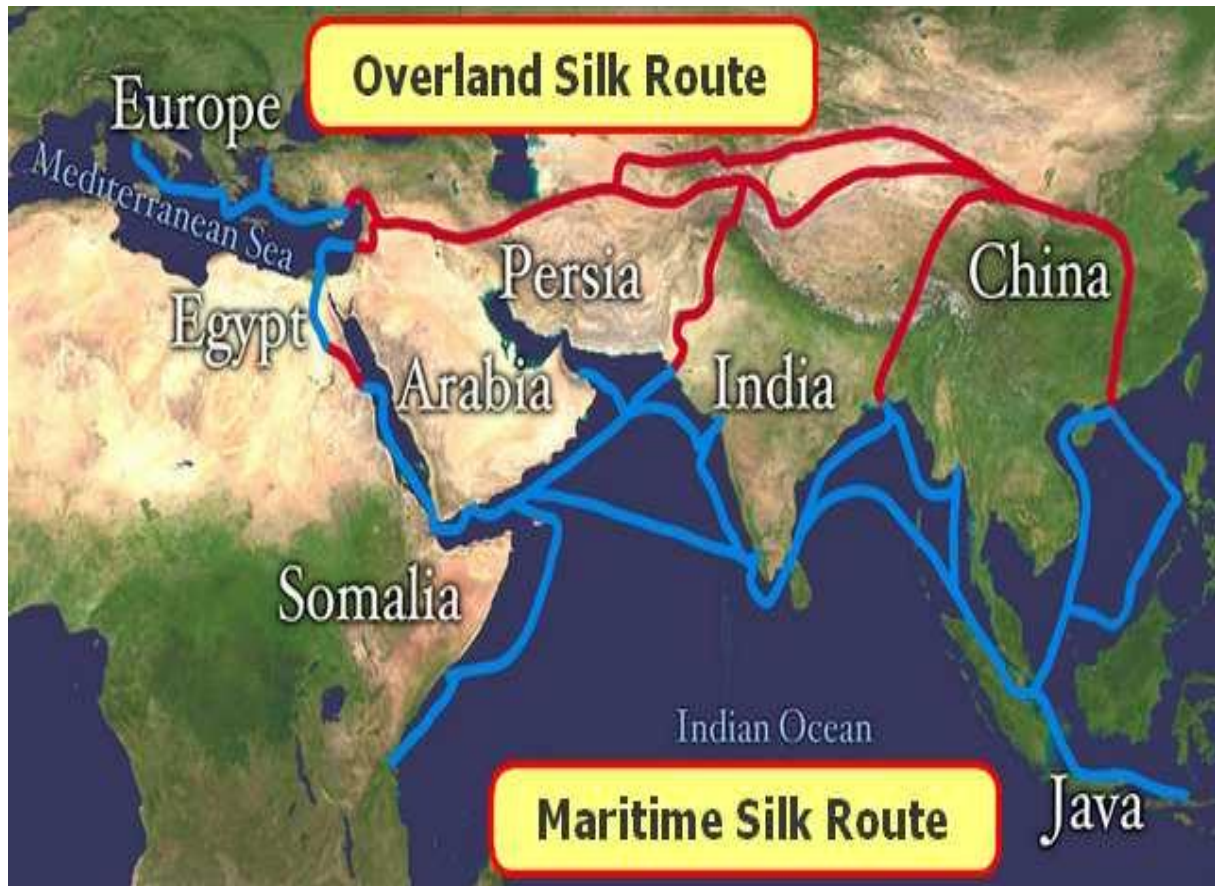 Overland Silk Route
Europe
Mediterranean Sea
Persia
China
Egypt
Arabia
India
Somalia
Indian Ocean
Maritime Silk Route
Java